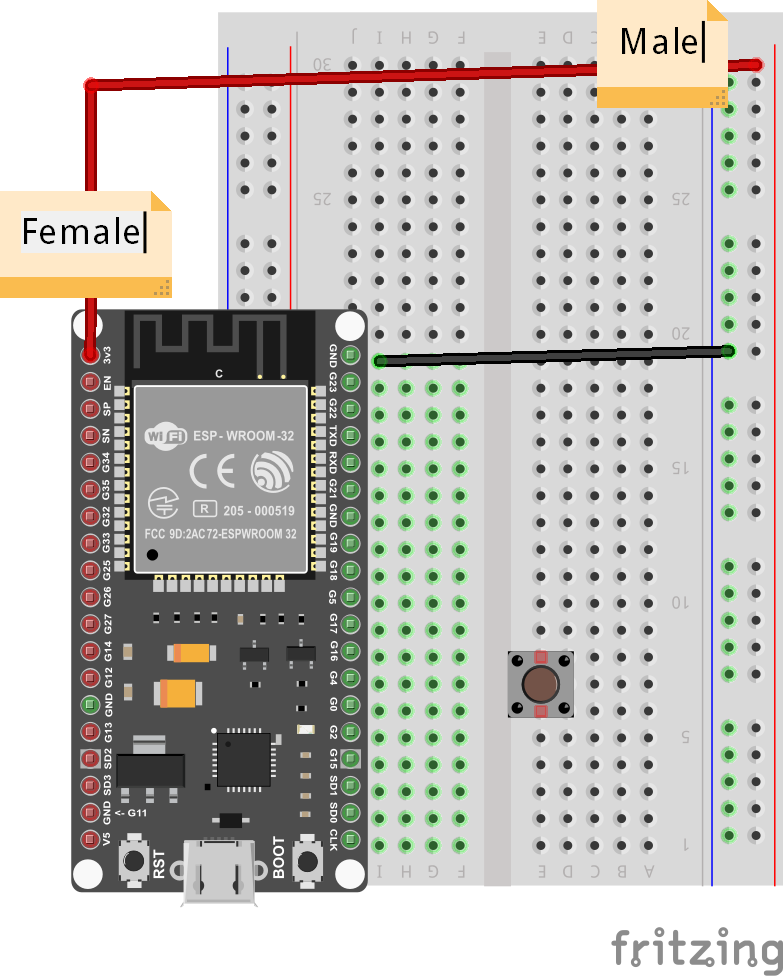 Male
J I H G F E D C
30
Female
25 25
20
3v3 GND
EN G23
SP G22
SN TXD
G34 RXD
G35 G21
G32 GND
G33 G19
G25 G18
G26 G5
G27 G17
G14 G16
G12 G4
GND G0
G13 G2
SD2 G15
SD3 SD1
GND SD0
V5 CLK
C
Wi Fi ESP - WROOM-32
CE
R 205 - 000519
FCC 9D:2AC72-ESPWROOM 32
<- G11
RST
BOOT
15
10
5
1
I H G F E D C B A
fritzing